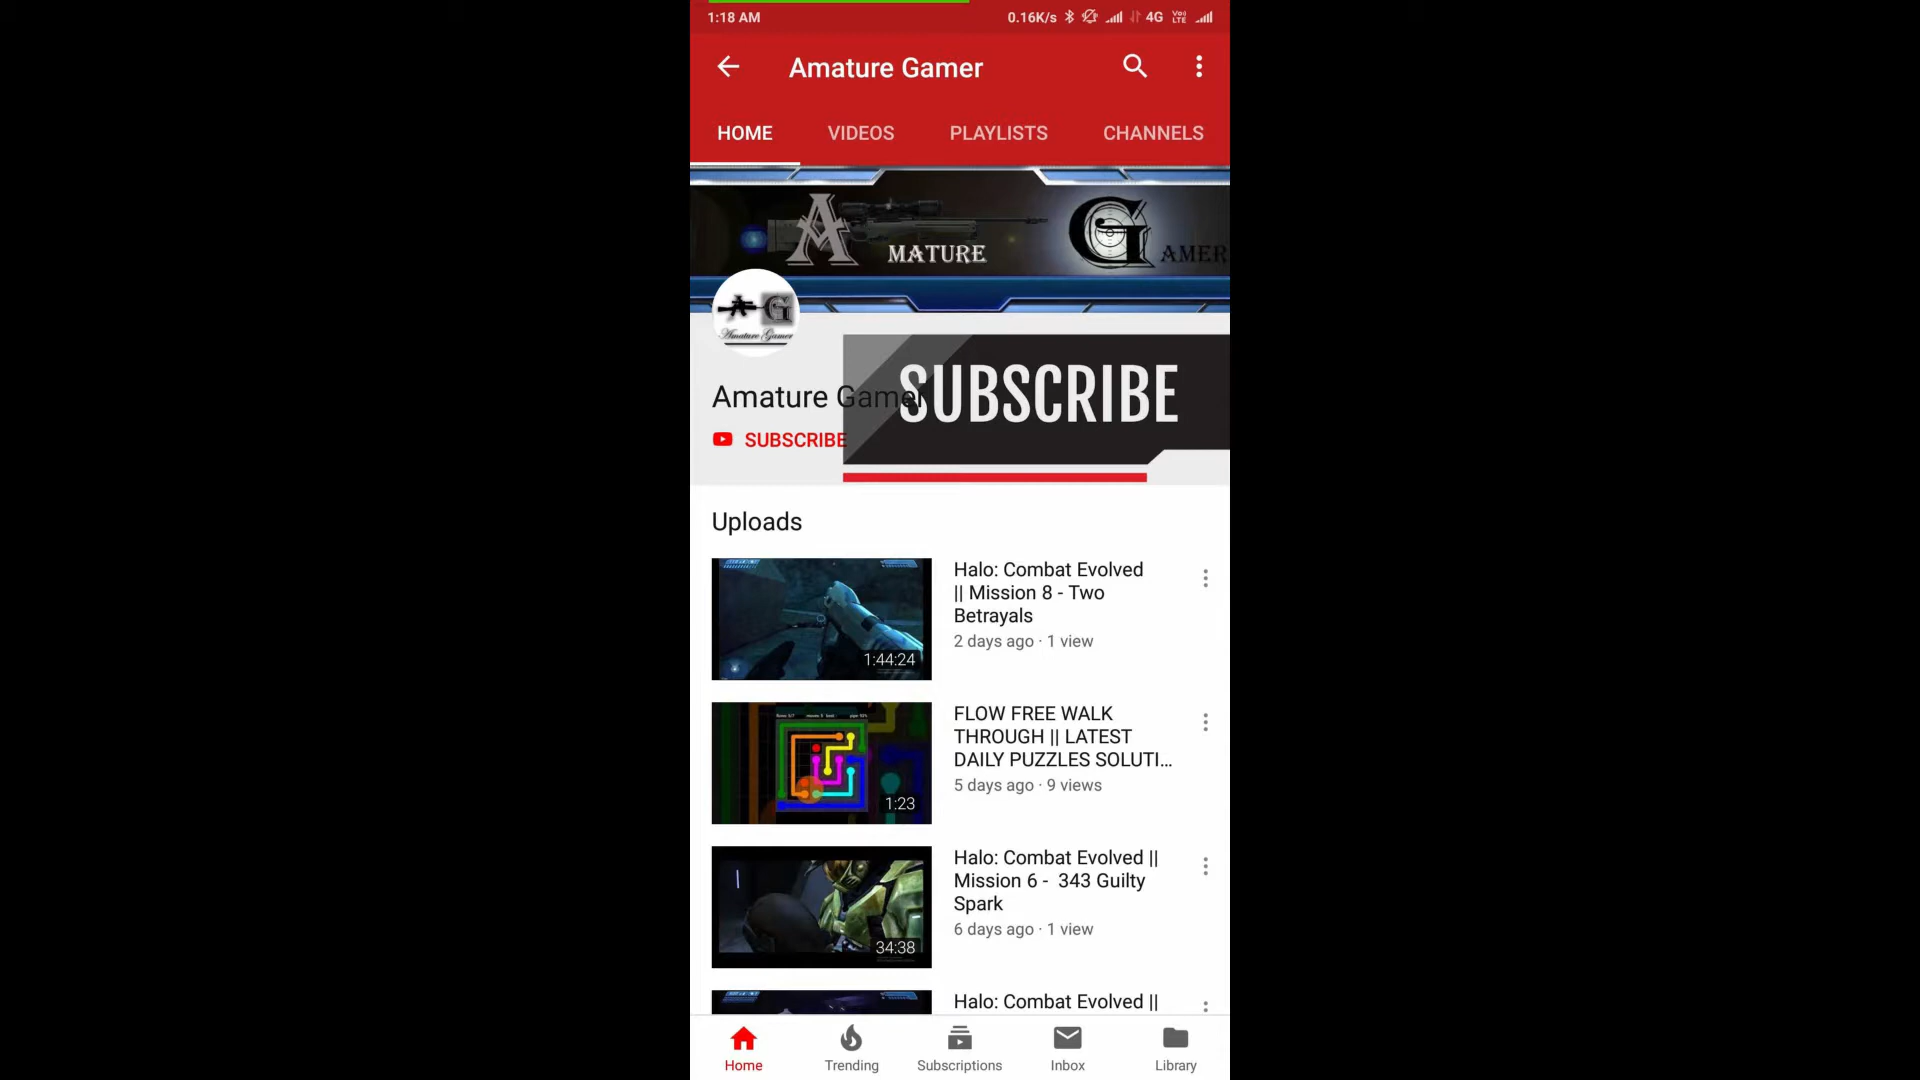 1:18 AM 0.16K/s 4G VoLTE
Amature Gamer
HOME VIDEOS PLAYLISTS CHANNELS
A MATURE G AMER
G
Amature Gamer
Amature Gamer
SUBSCRIBE
SUBSCRIBE
Uploads
Halo: Combat Evolved
|| Mission 8 - Two
Betrayals
2 days ago · 1 view
1:44:24
FLOW FREE WALK
THROUGH || LATEST
DAILY PUZZLES SOLUTI...
5 days ago · 9 views
1:23
Halo: Combat Evolved ||
Mission 6 - 343 Guilty
Spark
6 days ago · 1 view
34:38
Halo: Combat Evolved ||
Home Trending Subscriptions Inbox Library